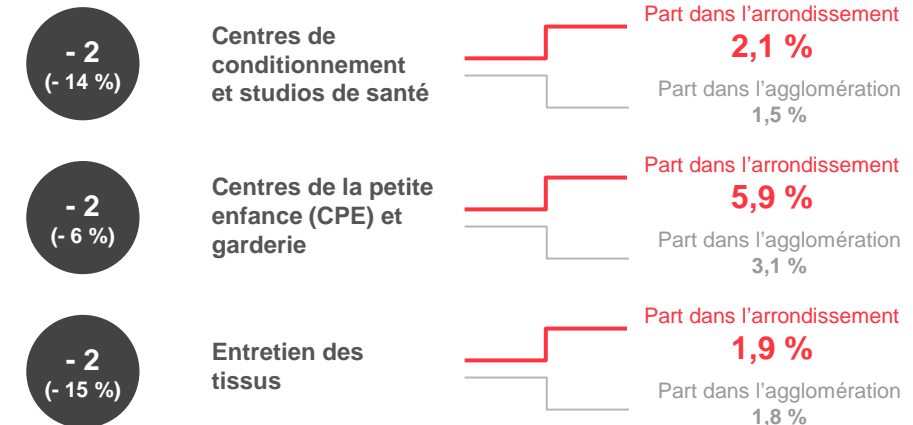 - 2
(- 14 %)
Centres de
conditionnement
et studios de santé
Part dans l'arrondissement
2,1 %
Part dans l'agglomération
1,5 %
- 2
(- 6 %)
Centres de la petite
enfance (CPE) et
garderie
Part dans l'arrondissement
5,9 %
Part dans l'agglomération
3,1 %
- 2
(- 15 %)
Entretien des
tissus
Part dans l'arrondissement
1,9 %
Part dans l'agglomération
1,8 %